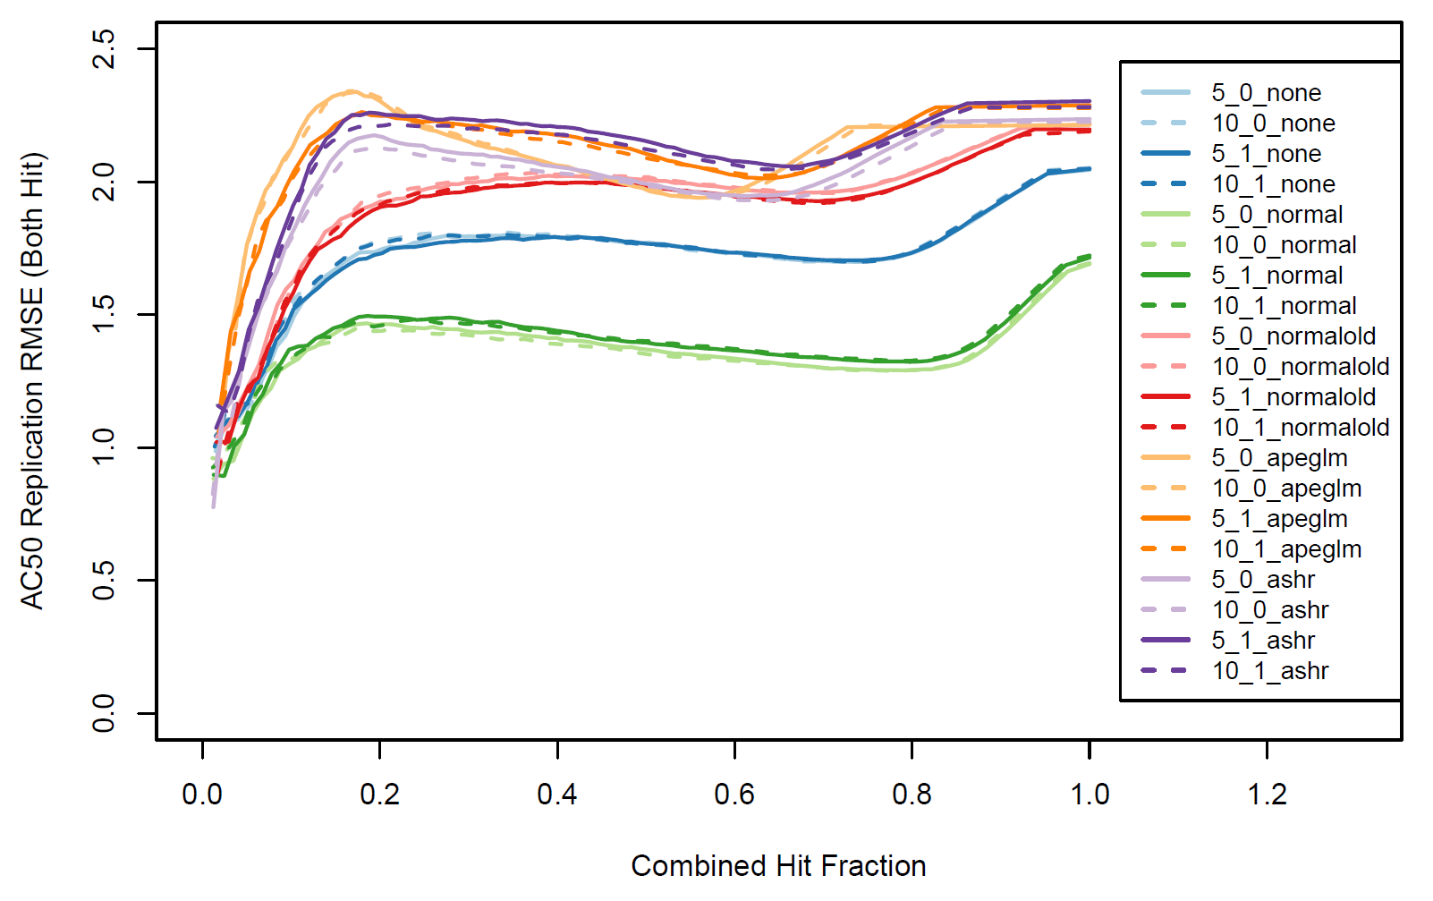 AC50 Replication RMSE (Both Hit)
2.5
2.0
1.5
1.0
0.5
0.0
5_0_none
10_0_none
5_1_none
10_1_none
5_0_normal
10_0_normal
5_1_normal
10_1_normal
5_0_normalold
10_0_normalold
5_1_normalold
10_1_normalold
5_0_apeglm
10_0_apeglm
5_1_apeglm
10_1_apeglm
5_0_ashr
10_0_ashr
5_1_ashr
10_1_ashr
0.0 0.2 0.4 0.6 0.8 1.0 1.2
Combined Hit Fraction